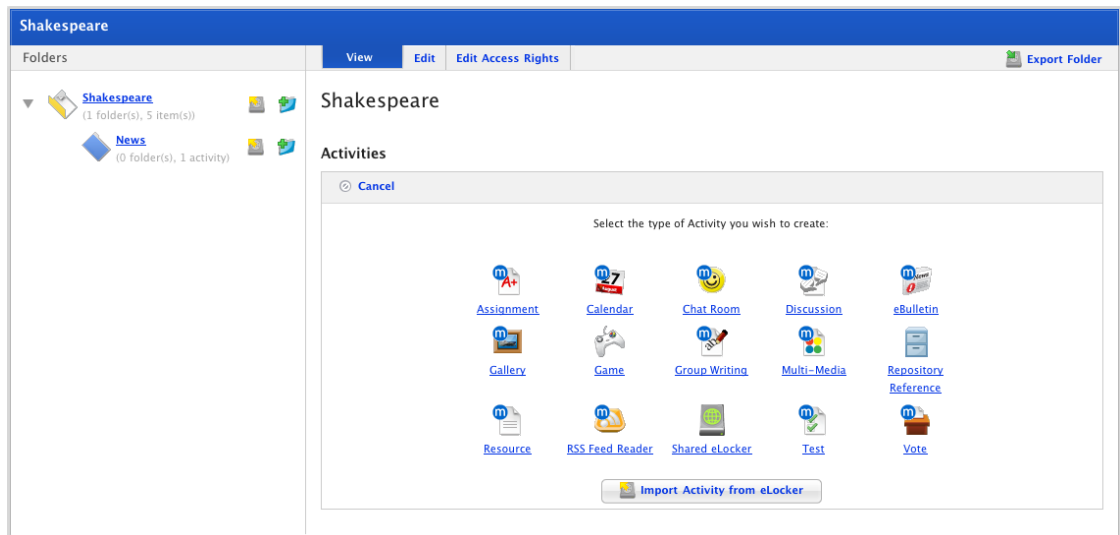 Shakespeare
Folders
View Edit Edit Access Rights
Export Folder
Shakespeare
(1 folder(s), 5 item(s))
News
(0 folder(s), 1 activity)
Shakespeare
Activities
Cancel
Select the type of Activity you wish to create:
Assignment Calendar Chat Room Discussion eBulletin
Gallery Game Group Writing Multi-Media Repository
Reference
Resource RSS Feed Reader Shared eLocker Test Vote
Import Activity from eLocker